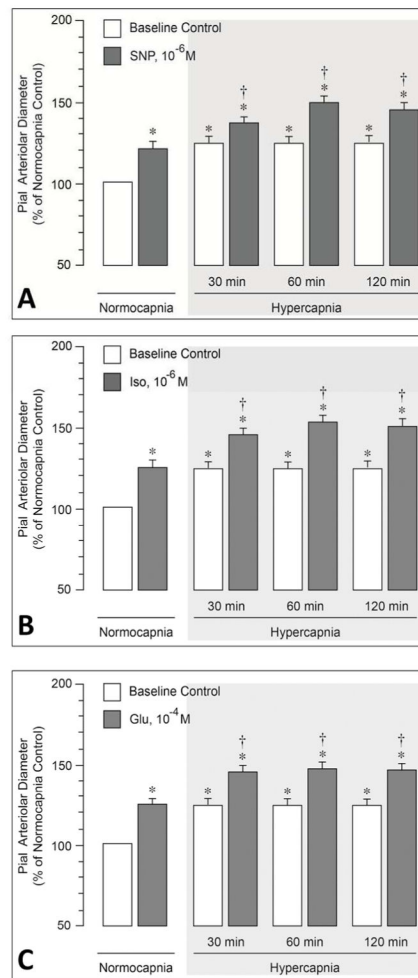 200
Baseline Control
SNP, 10⁻⁶M
150
100
50
Pial Arteriolar Diameter
(% of Normocapnia Control)
*
*
†
*
*
†
*
*
†
*
30 min
60 min
120 min
Normocapnia
Hypercapnia
A
200
Baseline Control
Iso, 10⁻⁶M
150
100
50
Pial Arteriolar Diameter
(% of Normocapnia Control)
*
*
†
*
*
†
*
*
†
*
30 min
60 min
120 min
Normocapnia
Hypercapnia
B
200
Baseline Control
Glu, 10⁻⁴M
150
100
50
Pial Arteriolar Diameter
(% of Normocapnia Control)
*
*
†
*
*
†
*
*
†
*
30 min
60 min
120 min
Normocapnia
Hypercapnia
C